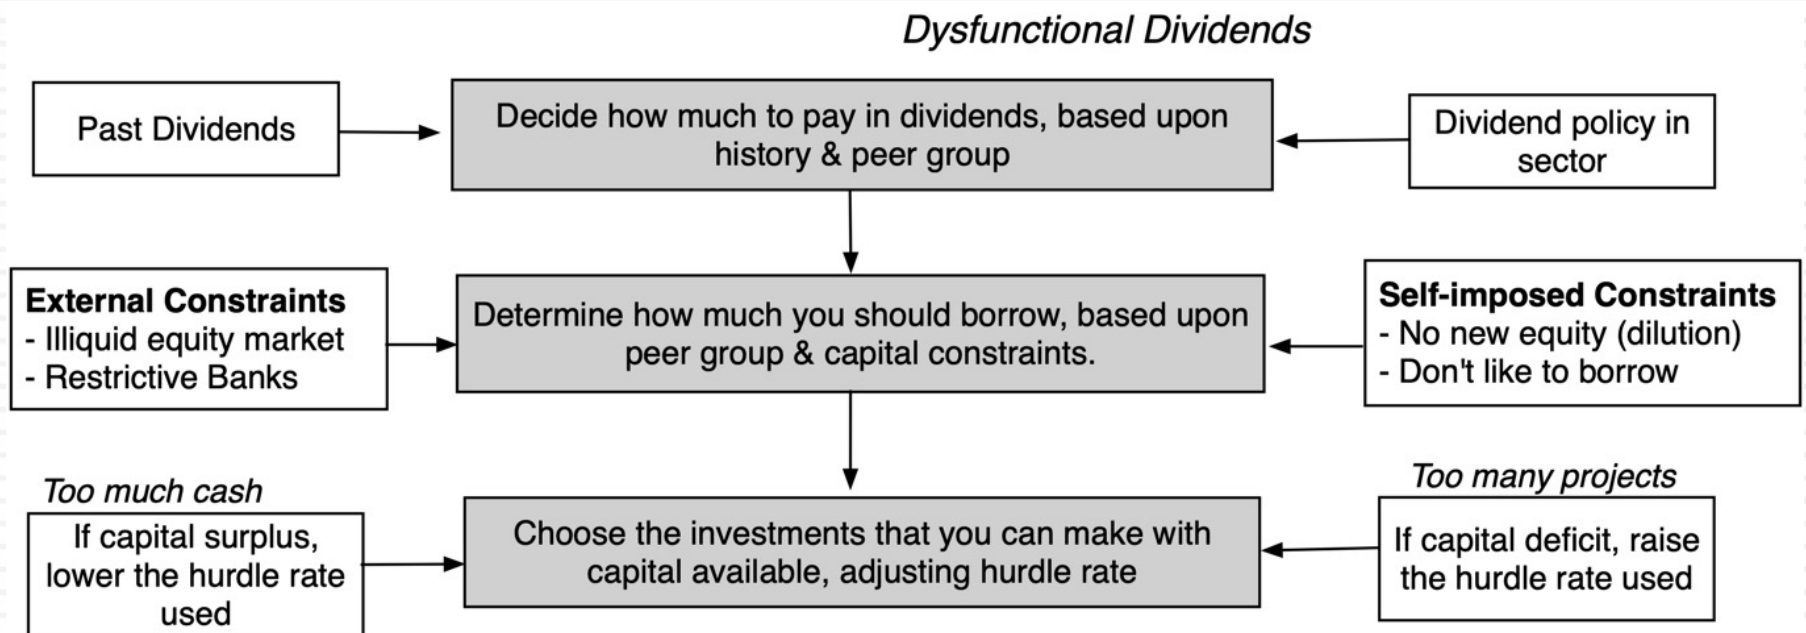 Dysfunctional Dividends
Past Dividends
Decide how much to pay in dividends, based upon
history & peer group
Dividend policy in
sector
External Constraints
- Illiquid equity market
- Restrictive Banks
Determine how much you should borrow, based upon
peer group & capital constraints.
Self-imposed Constraints
- No new equity (dilution)
- Don't like to borrow
Too much cash
If capital surplus,
lower the hurdle rate
used
Choose the investments that you can make with
capital available, adjusting hurdle rate
Too many projects
If capital deficit, raise
the hurdle rate used